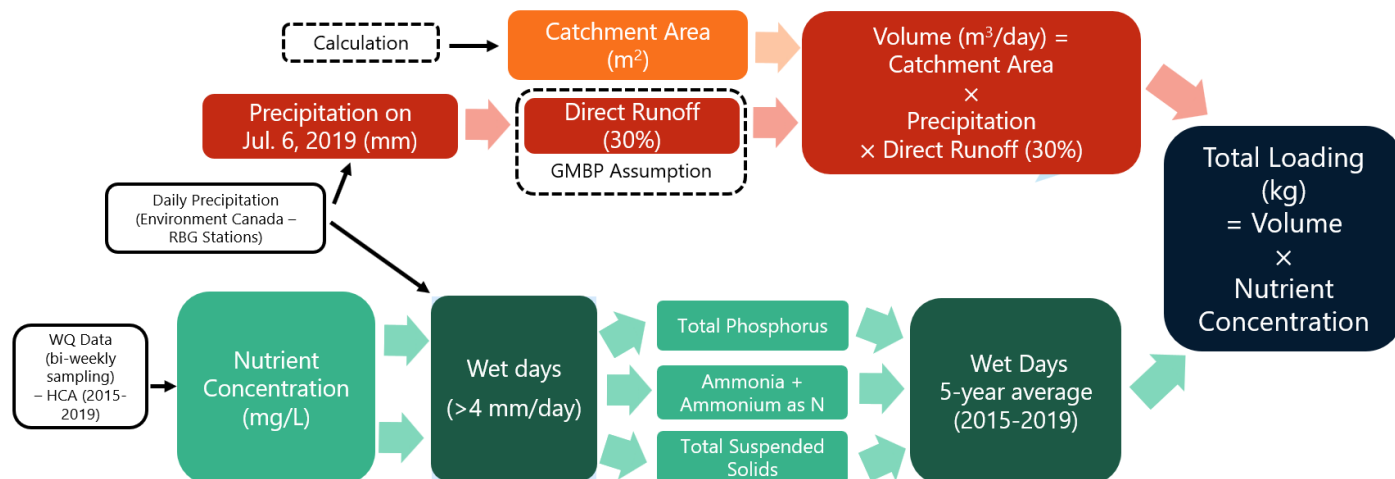 Calculation
Catchment Area
(m²)
Volume (m³/day) =
Catchment Area
×
Precipitation
× Direct Runoff (30%)
Precipitation on
Jul. 6, 2019 (mm)
Direct Runoff
(30%)
GMBP Assumption
Total Loading
(kg)
= Volume
×
Nutrient
Concentration
Daily Precipitation
(Environment Canada –
RBG Stations)
WQ Data
(bi-weekly
sampling)
– HCA (2015-
2019)
Nutrient
Concentration
(mg/L)
Wet days
(>4 mm/day)
Total Phosphorus
Ammonia +
Ammonium as N
Total Suspended
Solids
Wet Days
5-year average
(2015-2019)